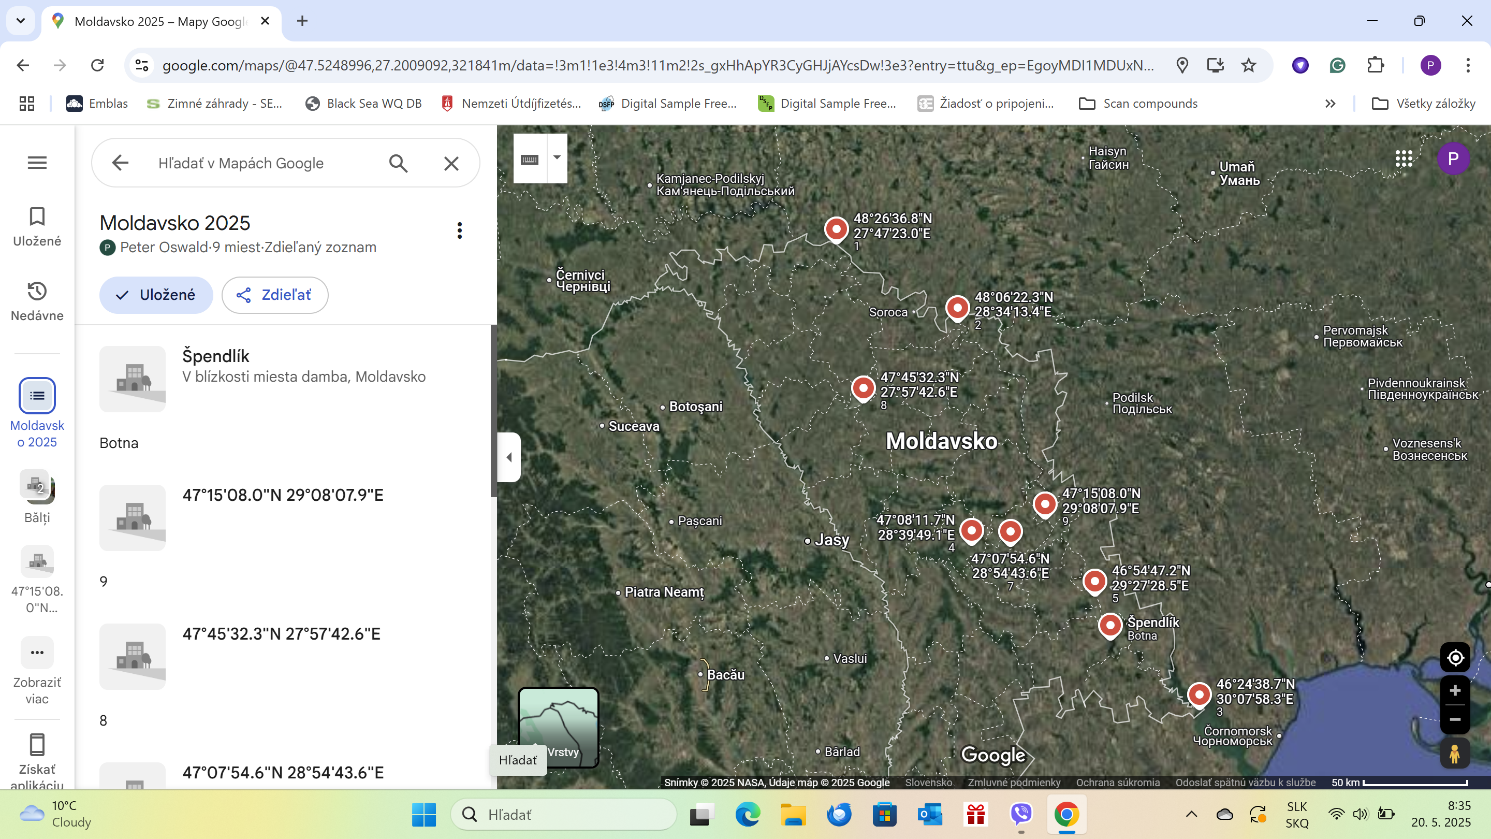 Moldavsko 2025 – Mapy Googl
google.com/maps/@47.5248996,27.2009092,321841m/data=!3m1!1e3!4m3!11m2!2s_gxHhApYR3CyGHJjAYcsDw!3e3?entry=ttu&g_ep=EgoyMDI1MDUxN...
P
Emblas
Zimné záhrady - SE...
Black Sea WQ DB
Nemzeti Útdíjfizetés...
Digital Sample Free...
Digital Sample Free...
Žiadosť o pripojeni...
Scan compounds
Všetky záložky
Uložené
Nedávne
Moldavsk
o 2025
2
Bălți
47°15'08.
0"N...
Zobraziť
viac
Získať
aplikáciu
Hľadať v Mapách Google
Moldavsko 2025
P Peter Oswald·9 miest·Zdieľaný zoznam
Uložené
Zdieľať
Špendlík
V blízkosti miesta damba, Moldavsko
Botna
47°15'08.0"N 29°08'07.9"E
9
47°45'32.3"N 27°57'42.6"E
8
47°07'54.6"N 28°54'43.6"E
Haisyn
Гайсин
P
Umaň
Умань
Kamjanec-Podilskyj
Кам'янець-Подільський
48°26'36.8"N
27°47'23.0"E
1
Černivci
Чернівці
48°06'22.3"N
28°34'13.4"E
2
Soroca
Pervomajsk
Первомайськ
47°45'32.3"N
27°57'42.6"E
8
Pivdennoukrainsk
Південноукраїнськ
Podilsk
Подільськ
Botoșani
Suceava
Moldavsko
Voznesens'k
Вознесенськ
47°15'08.0"N
29°08'07.9"E
9
Pașcani
47°08'11.7"N
28°39'49.1"E
4
Jasy
47°07'54.6"N
28°54'43.6"E
7
46°54'47.2"N
29°27'28.5"E
5
Piatra Neamț
Špendlík
Botna
Vaslui
Bacău
46°24'38.7"N
30°07'58.3"E
3
Čornomorsk
Чорноморськ
Bârlad
Vrstvy
Hľadať
Google
Snímky © 2025 NASA, Údaje máp © 2025 Google
Slovensko
Zmluvné podmienky
Ochrana súkromia
Odoslať spätnú väzbu k službe
50 km
10°C
Cloudy
Hľadať
SLK
SKQ
8:35
20. 5. 2025